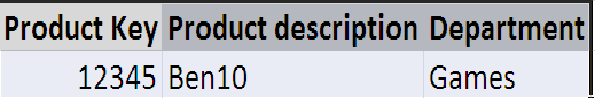 Product Key Product description Department
12345 Ben10 Games